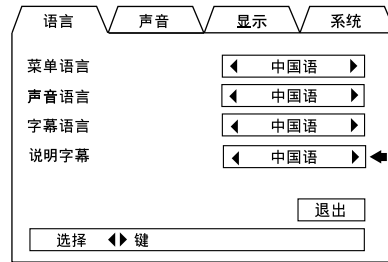 语言 声音 显示 系统
菜单语言 中国语
声音语言 中国语
字幕语言 中国语
说明字幕 中国语
退出
选择 键